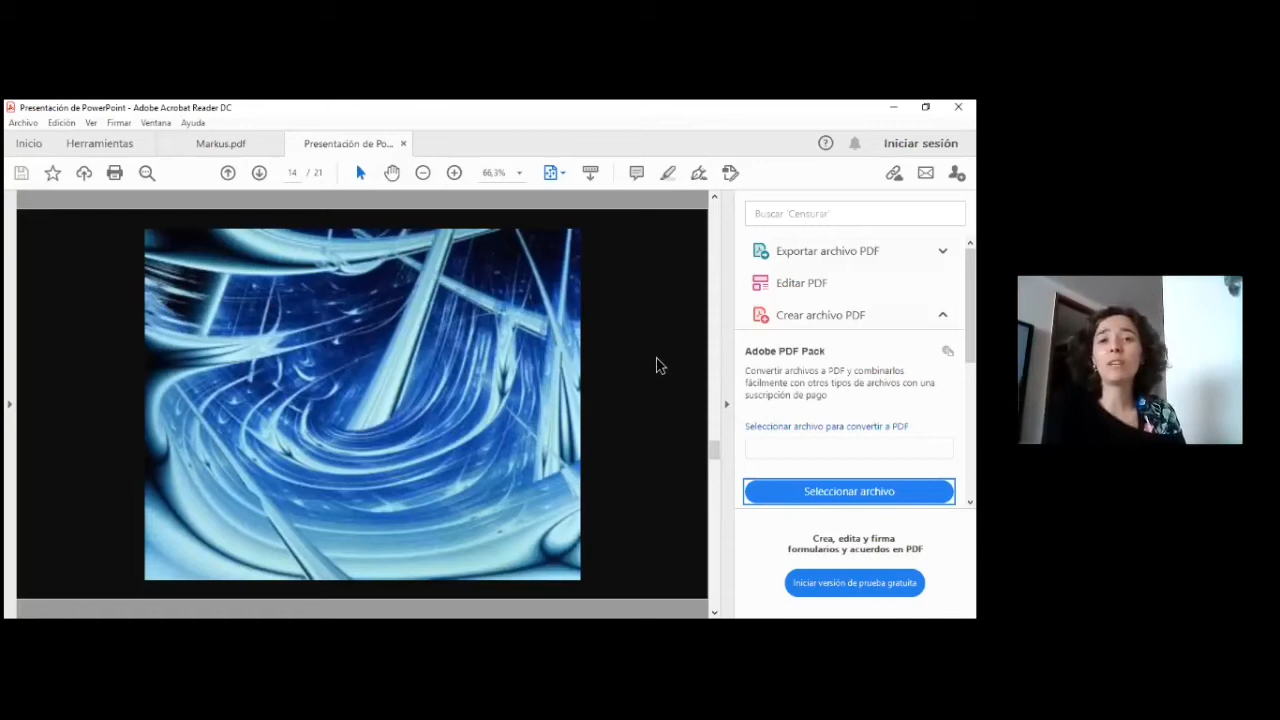 Presentación de PowerPoint - Adobe Acrobat Reader DC
Archivo Edición Ver Firmar Ventana Ayuda
Inicio Herramientas Markus.pdf Presentación de Po... × Iniciar sesión
14 / 21 66,3%
Buscar 'Censurar'
Exportar archivo PDF
Editar PDF
Crear archivo PDF
Adobe PDF Pack
Convertir archivos a PDF y combinarlos
fácilmente con otros tipos de archivos con una
suscripción de pago
Seleccionar archivo para convertir a PDF
Seleccionar archivo
Crea, edita y firma
formularios y acuerdos en PDF
Iniciar versión de prueba gratuita